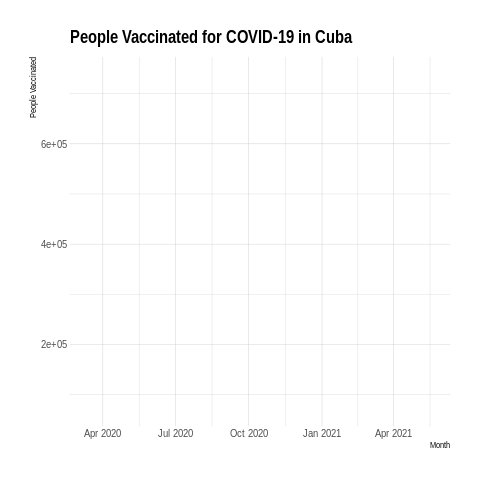 People Vaccinated for COVID-19 in Cuba
People Vaccinated
6e+05
4e+05
2e+05
Apr 2020 Jul 2020 Oct 2020 Jan 2021 Apr 2021
Month